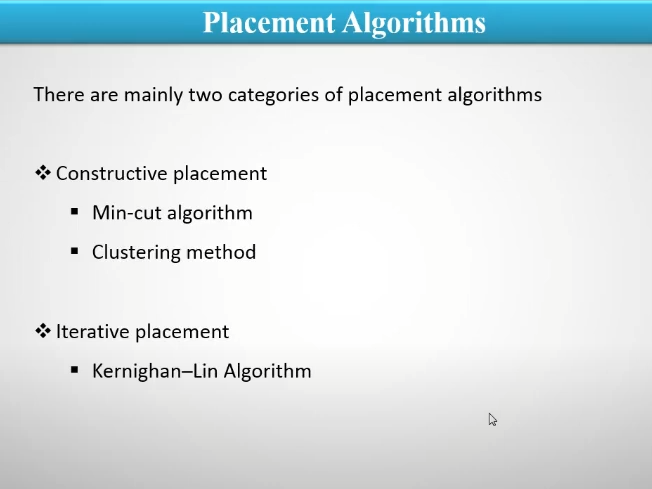 Placement Algorithms
There are mainly two categories of placement algorithms
❖ Constructive placement
▪ Min-cut algorithm
▪ Clustering method
❖ Iterative placement
▪ Kernighan–Lin Algorithm